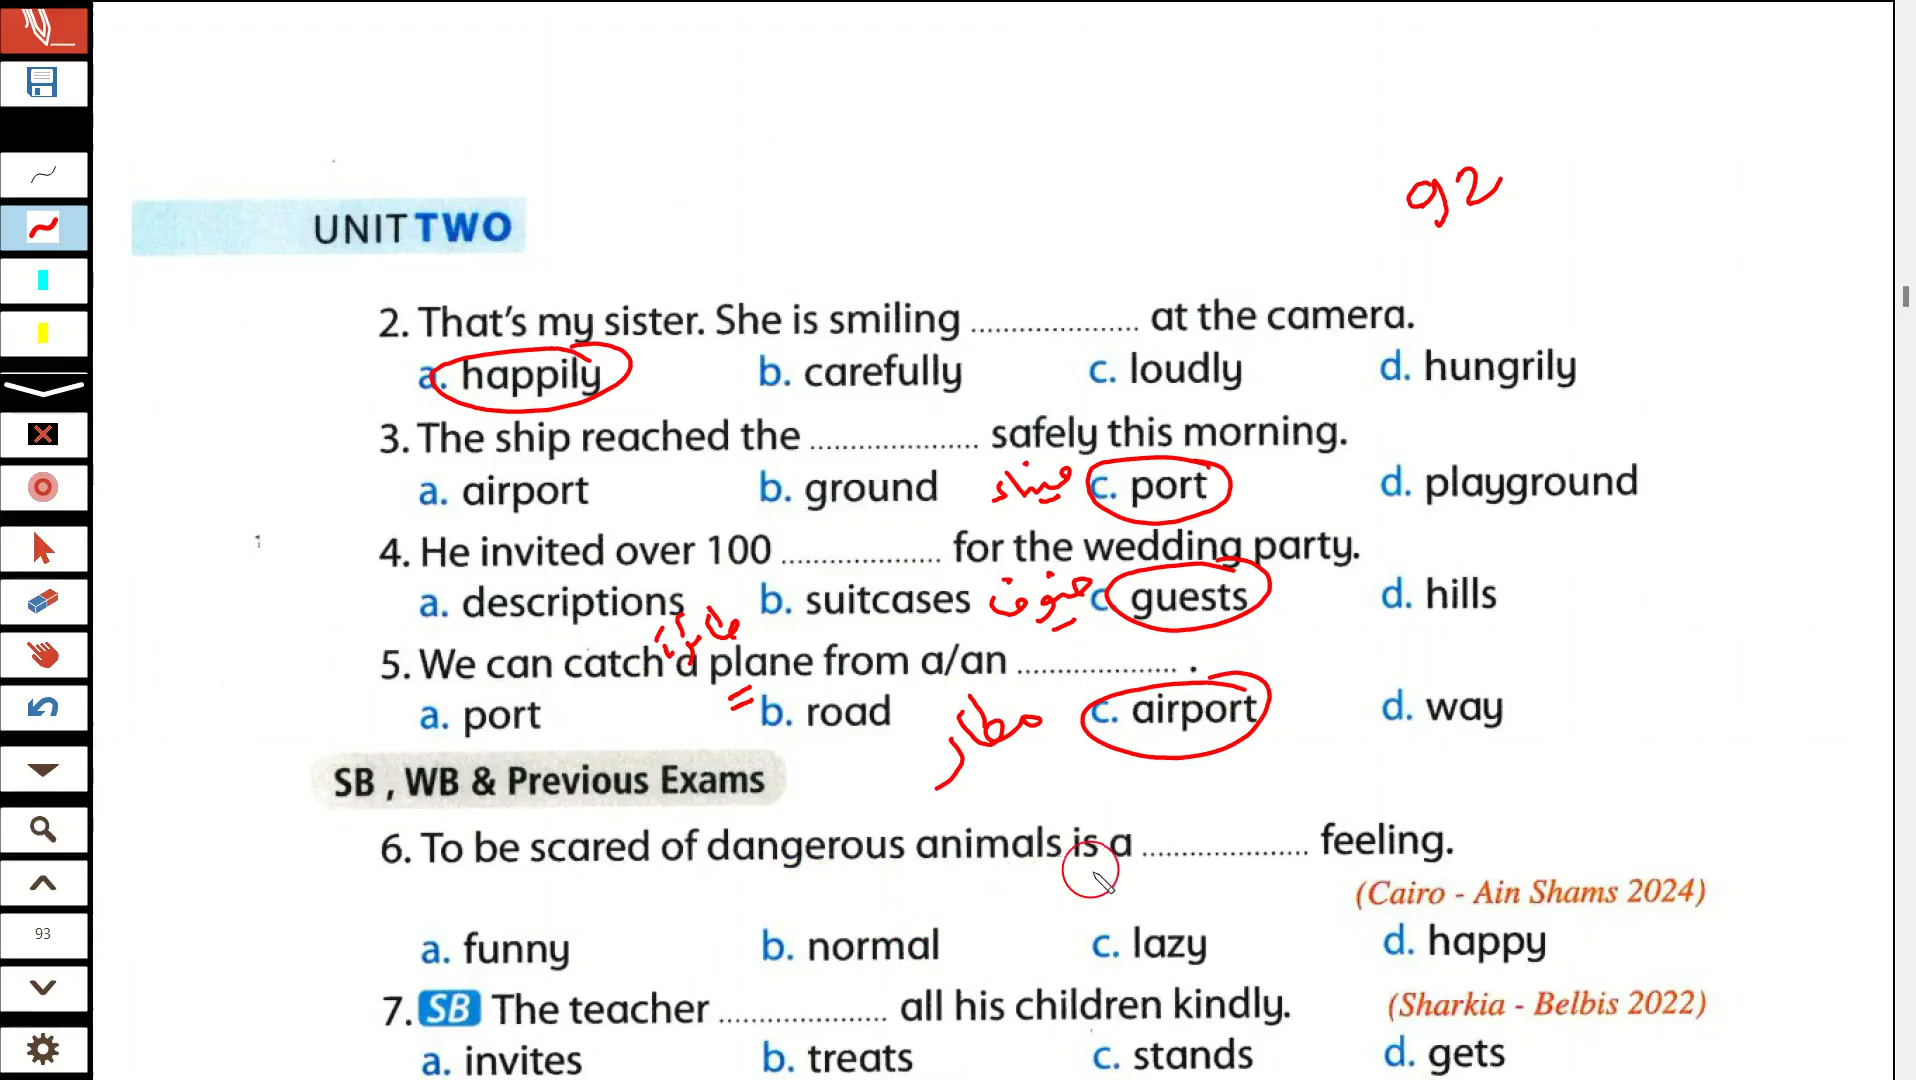 92
UNIT TWO
2. That's my sister. She is smiling .................... at the camera.
a. happily b. carefully c. loudly d. hungrily
3. The ship reached the .................... safely this morning.
a. airport b. ground ميناء c. port d. playground
4. He invited over 100 .................... for the wedding party.
a. descriptions b. suitcases ضيوف c. guests d. hills
طائرة
5. We can catch a plane from a/an .................... .
a. port b. road مطار c. airport d. way
SB , WB & Previous Exams
6. To be scared of dangerous animals is a .................... feeling.
(Cairo - Ain Shams 2024)
a. funny b. normal c. lazy d. happy
7. SB The teacher .................... all his children kindly. (Sharkia - Belbis 2022)
a. invites b. treats c. stands d. gets
93